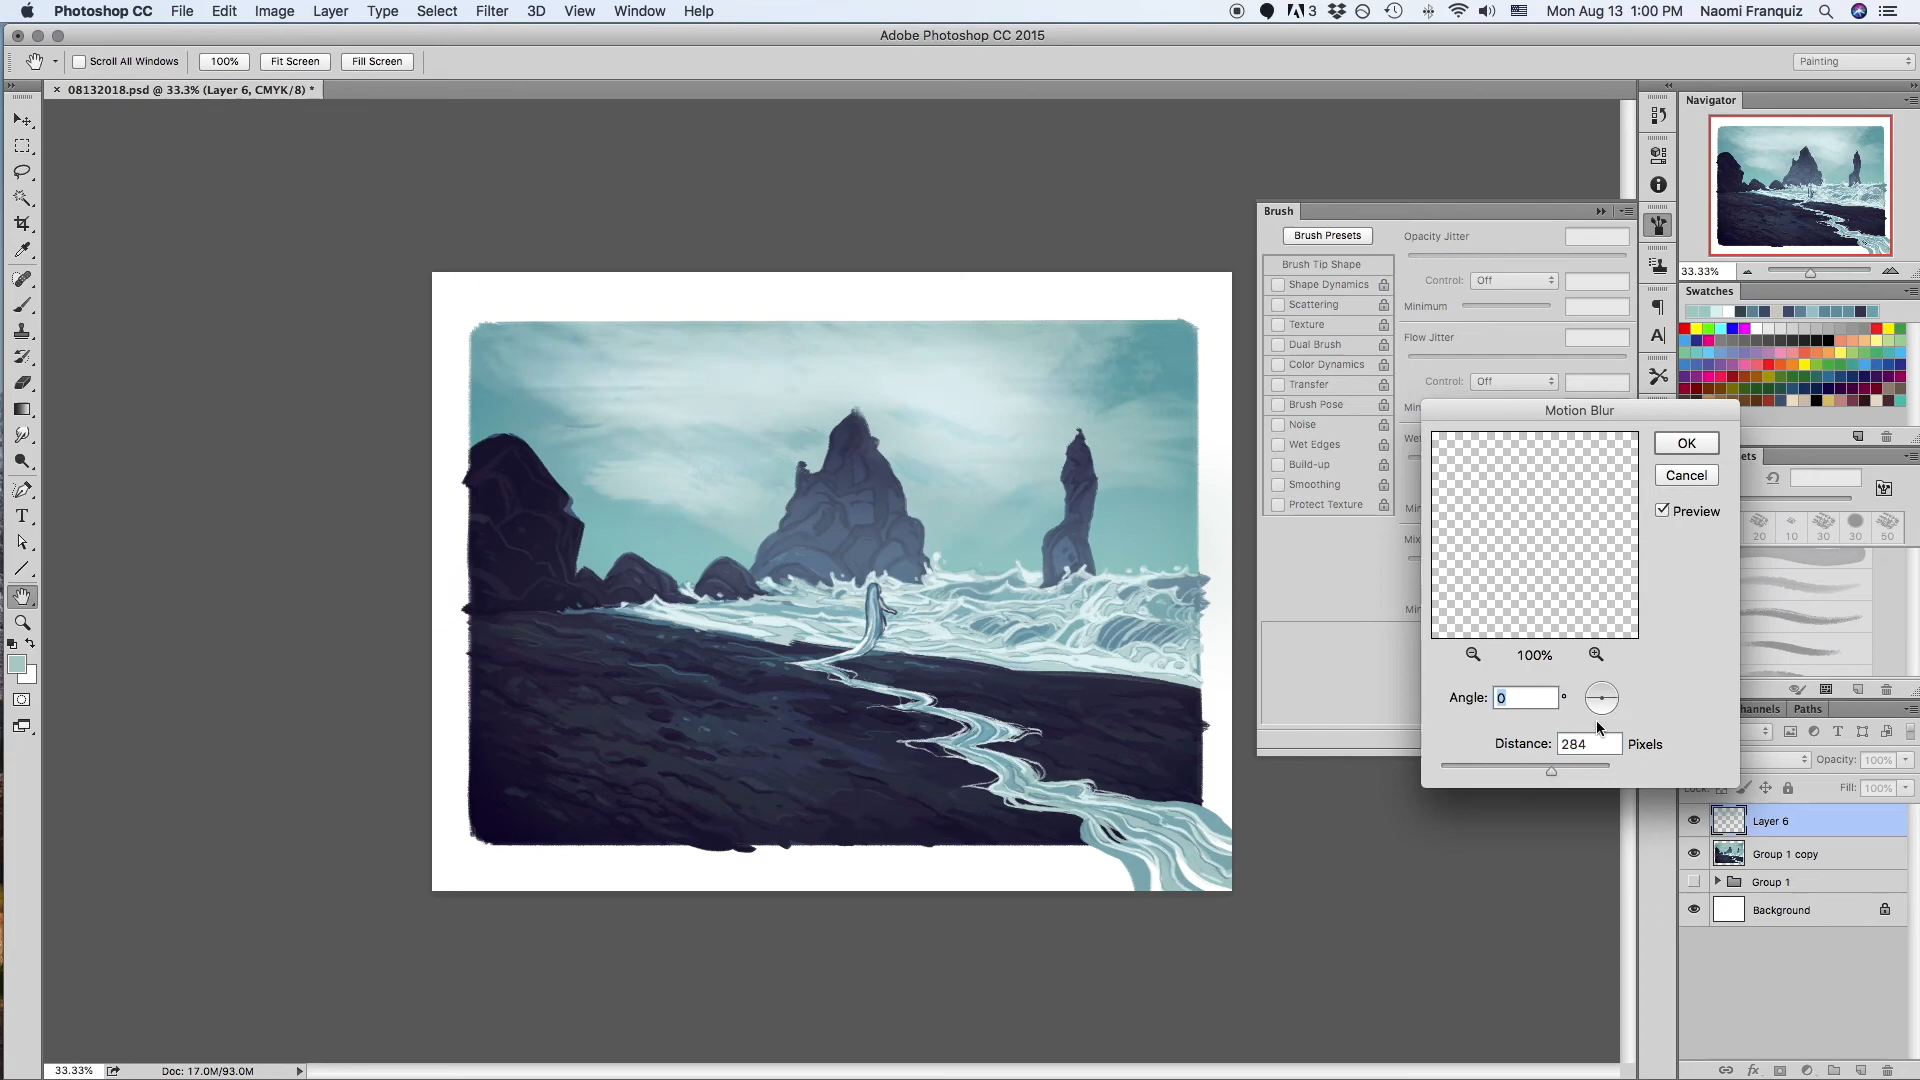 Photoshop CC File Edit Image Layer Type Select Filter 3D View Window Help 3 Mon Aug 13 1:00 PM Naomi Franquiz
Adobe Photoshop CC 2015
Scroll All Windows 100% Fit Screen Fill Screen Painting
08132018.psd @ 33.3% (Layer 6, CMYK/8) *
Navigator
33.33%
Swatches
Brush
Brush Presets
Brush Tip Shape
Shape Dynamics
Scattering
Texture
Dual Brush
Color Dynamics
Transfer
Brush Pose
Noise
Wet Edges
Build-up
Smoothing
Protect Texture
Opacity Jitter
Control: Off
Minimum
Flow Jitter
Control: Off
Motion Blur
OK
Cancel
Preview
100%
Angle: 0 °
Distance: 284 Pixels
20 10 30 30 50
Paths
Opacity: 100%
Fill: 100%
Layer 6
Group 1 copy
Group 1
Background
T
A
fx
33.33% Doc: 17.0M/93.0M